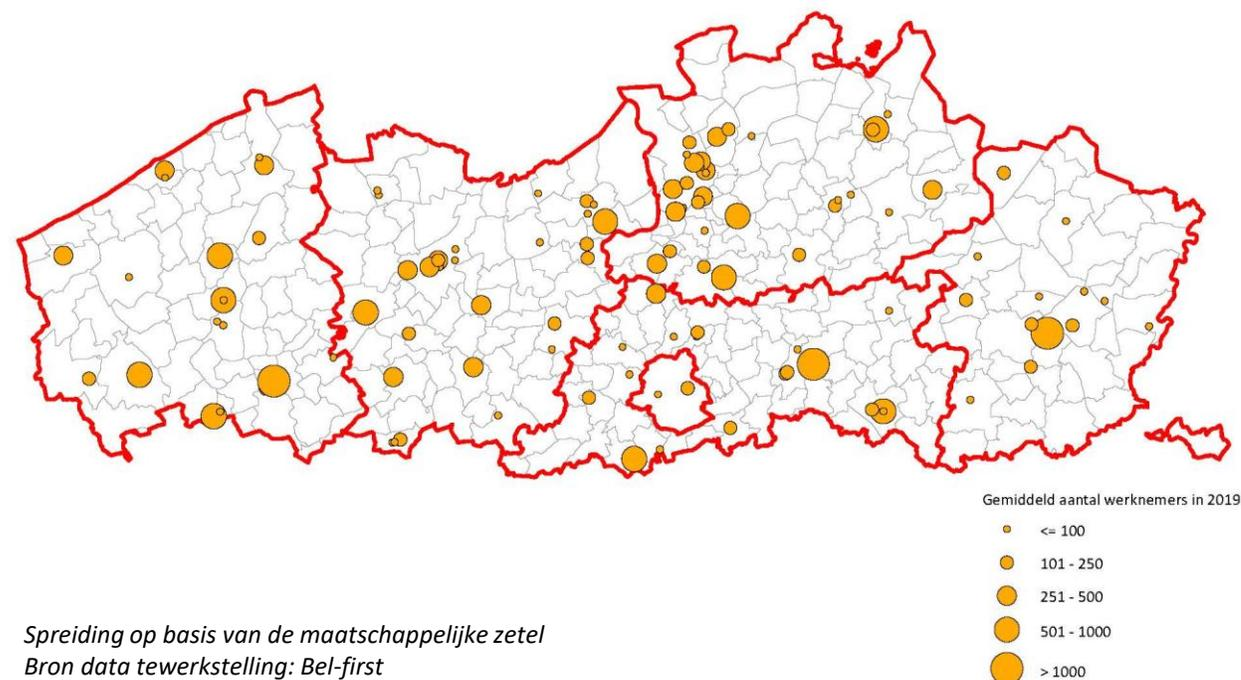 Gemiddeld aantal werknemers in 2019
<= 100
101 - 250
251 - 500
501 - 1000
> 1000
Spreiding op basis van de maatschappelijke zetel
Bron data tewerkstelling: Bel-first